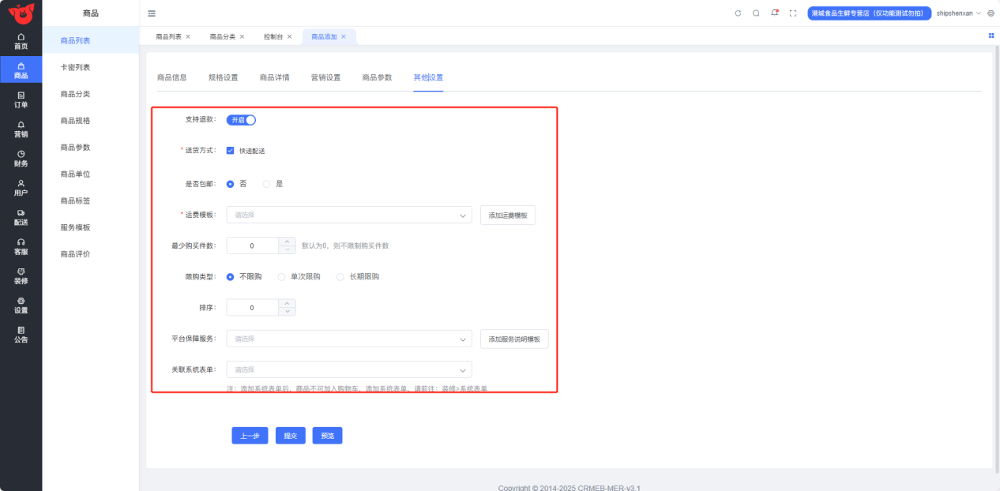 商品
港城食品生鲜专营店（仅功能测试勿拍）
shipshenxan
首页
商品
订单
营销
财务
用户
配送
客服
装修
设置
公告
商品列表
卡密列表
商品分类
商品规格
商品参数
商品单位
商品标签
服务模板
商品评价
商品列表 ×
商品分类 ×
控制台 ×
商品添加 ×
商品信息
规格设置
商品详情
营销设置
商品参数
其他设置
支持退款： 开启
* 送货方式： 快递配送
是否包邮： 否 是
* 运费模板： 请选择 添加运费模板
最少购买件数： 0 默认为0，则不限制购买件数
限购类型： 不限购 单次限购 长期限购
排序： 0
平台保障服务： 请选择 添加服务说明模板
关联系统表单： 请选择
注：添加系统表单后，商品不可加入购物车，添加系统表单，请前往：装修>系统表单
上一步 提交 预览
Copyright © 2014-2025 CRMEB-MER-v3.1